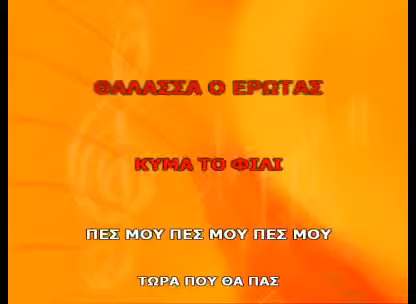 ΘΑΛΑΣΣΑ Ο ΕΡΩΤΑΣ
ΚΥΜΑ ΤΟ ΦΙΛΙ
ΠΕΣ ΜΟΥ ΠΕΣ ΜΟΥ ΠΕΣ ΜΟΥ
ΤΩΡΑ ΠΟΥ ΘΑ ΠΑΣ